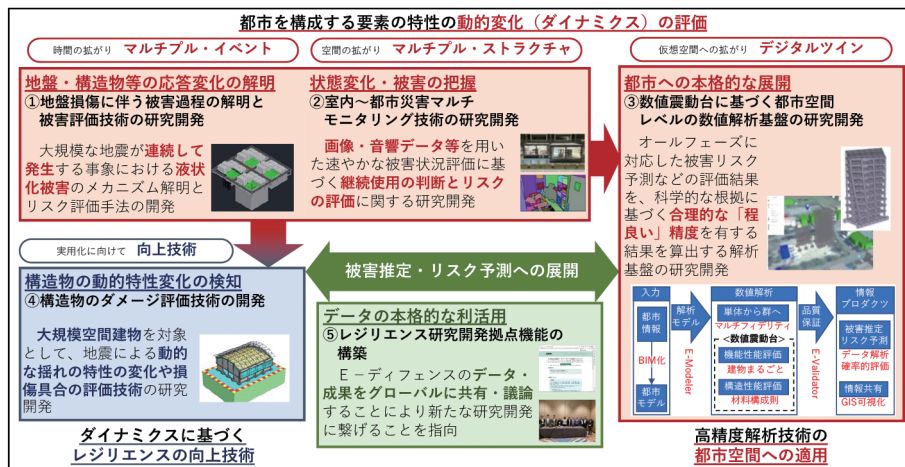 都市を構成する要素の特性の動的変化（ダイナミクス）の評価
時間の拡がり マルチプル・イベント
空間の拡がり マルチプル・ストラクチャ
仮想空間への拡がり デジタルツイン
地盤・構造物等の応答変化の解明
①地盤損傷に伴う被害過程の解明と
被害評価技術の研究開発
大規模な地震が連続して
発生する事象における液状
化被害のメカニズム解明と
リスク評価手法の開発
状態変化・被害の把握
②室内～都市災害マルチ
モニタリング技術の研究開発
画像・音響データ等を用い
た速やかな被害状況評価に基
づく継続使用の判断とリスク
の評価に関する研究開発
都市への本格的な展開
③数値震動台に基づく都市空間
レベルの数値解析基盤の研究開発
オールフェーズに
対応した被害リスク
予測などの評価結果
を、科学的な根拠に
基づく合理的な「程
良い」精度を有する
結果を算出する解析
基盤の研究開発
入力
都市
情報
BIM化
都市
モデル
解析
モデル
E-Modeler
数値解析
単体から群へ
マルチフィデリティ
<数値震動台>
機能性能評価
建物まるごと
構造性能評価
材料構成則
品質
保証
E-Validator
情報
プロダクツ
被害推定
リスク予測
データ解析
確率的評価
情報共有
GIS可視化
高精度解析技術の
都市空間への適用
実用化に向けて 向上技術
構造物の動的特性変化の検知
④構造物のダメージ評価技術の開発
大規模空間建物を対象
として、地震による動的
な揺れの特性の変化や損
傷具合の評価技術の研究
開発
ダイナミクスに基づく
レジリエンスの向上技術
被害推定・リスク予測への展開
データの本格的な利活用
⑤レジリエンス研究開発拠点機能の
構築
E－ディフェンスのデータ・
成果をグローバルに共有・議論
することにより新たな研究開発
に繋げることを指向